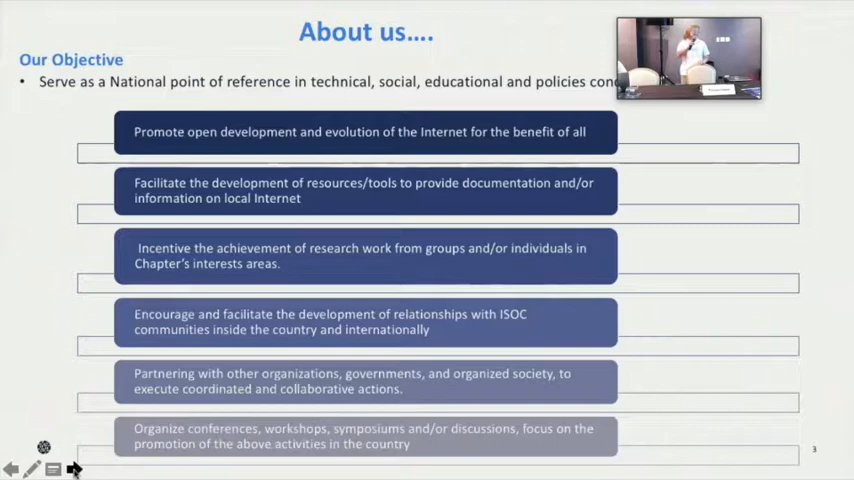 About us....
Our Objective
• Serve as a National point of reference in technical, social, educational and policies
Promote open development and evolution of the Internet for the benefit of all
Facilitate the development of resources/tools to provide documentation and/or
information on local Internet
Incentive the achievement of research work from groups and/or individuals in
Chapter's interests areas.
Encourage and facilitate the development of relationships with ISOC
communities inside the country and internationally
Partnering with other organizations, governments, and organized society, to
execute coordinated and collaborative actions.
Organize conferences, workshops, symposiums and/or discussions, focus on the
promotion of the above activities in the country
3